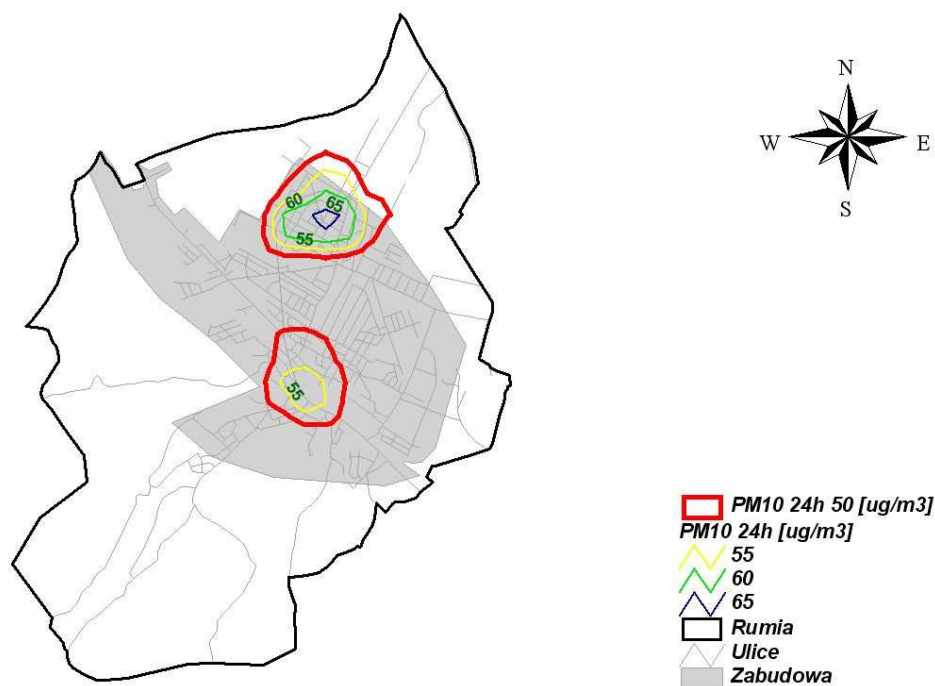 N
W E
S
60 65
55
55
PM10 24h 50 [ug/m3]
PM10 24h [ug/m3]
55
60
65
Rumia
Ulice
Zabudowa